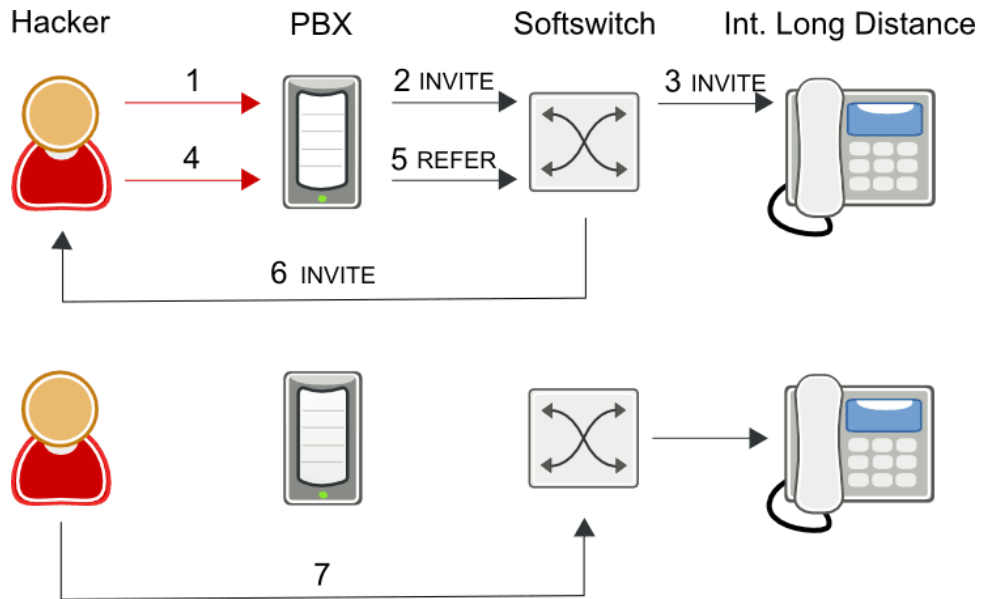 Hacker PBX Softswitch Int. Long Distance
1 2 INVITE 3 INVITE
4 5 REFER
6 INVITE
7